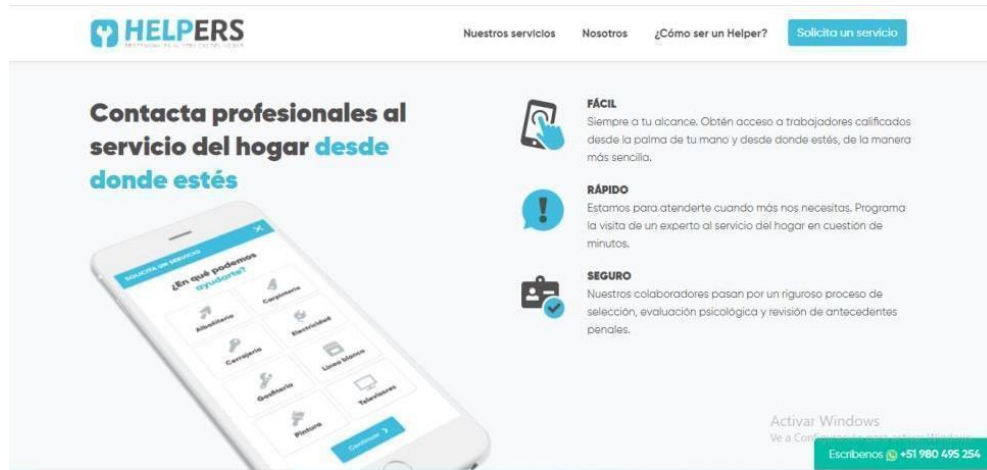 HELPERS
Nuestros servicios
Nosotros
¿Cómo ser un Helper?
Solicita un servicio
Contacta profesionales al
servicio del hogar desde
donde estés
SOLICITA UN SERVICIO
¿En qué podemos
ayudarte?
Albañilería
Carpintería
Cerrajería
Electricidad
Gasfitería
Línea blanca
Pintura
Televisores
Continuar
FÁCIL
Siempre a tu alcance. Obtén acceso a trabajadores calificados
desde la palma de tu mano y desde donde estés, de la manera
más sencilla.
RÁPIDO
Estamos para atenderte cuando más nos necesitas. Programa
la visita de un experto al servicio del hogar en cuestión de
minutos.
SEGURO
Nuestros colaboradores pasan por un riguroso proceso de
selección, evaluación psicológica y revisión de antecedentes
penales.
Activar Windows
Ve a
Escríbenos +51 980 495 254